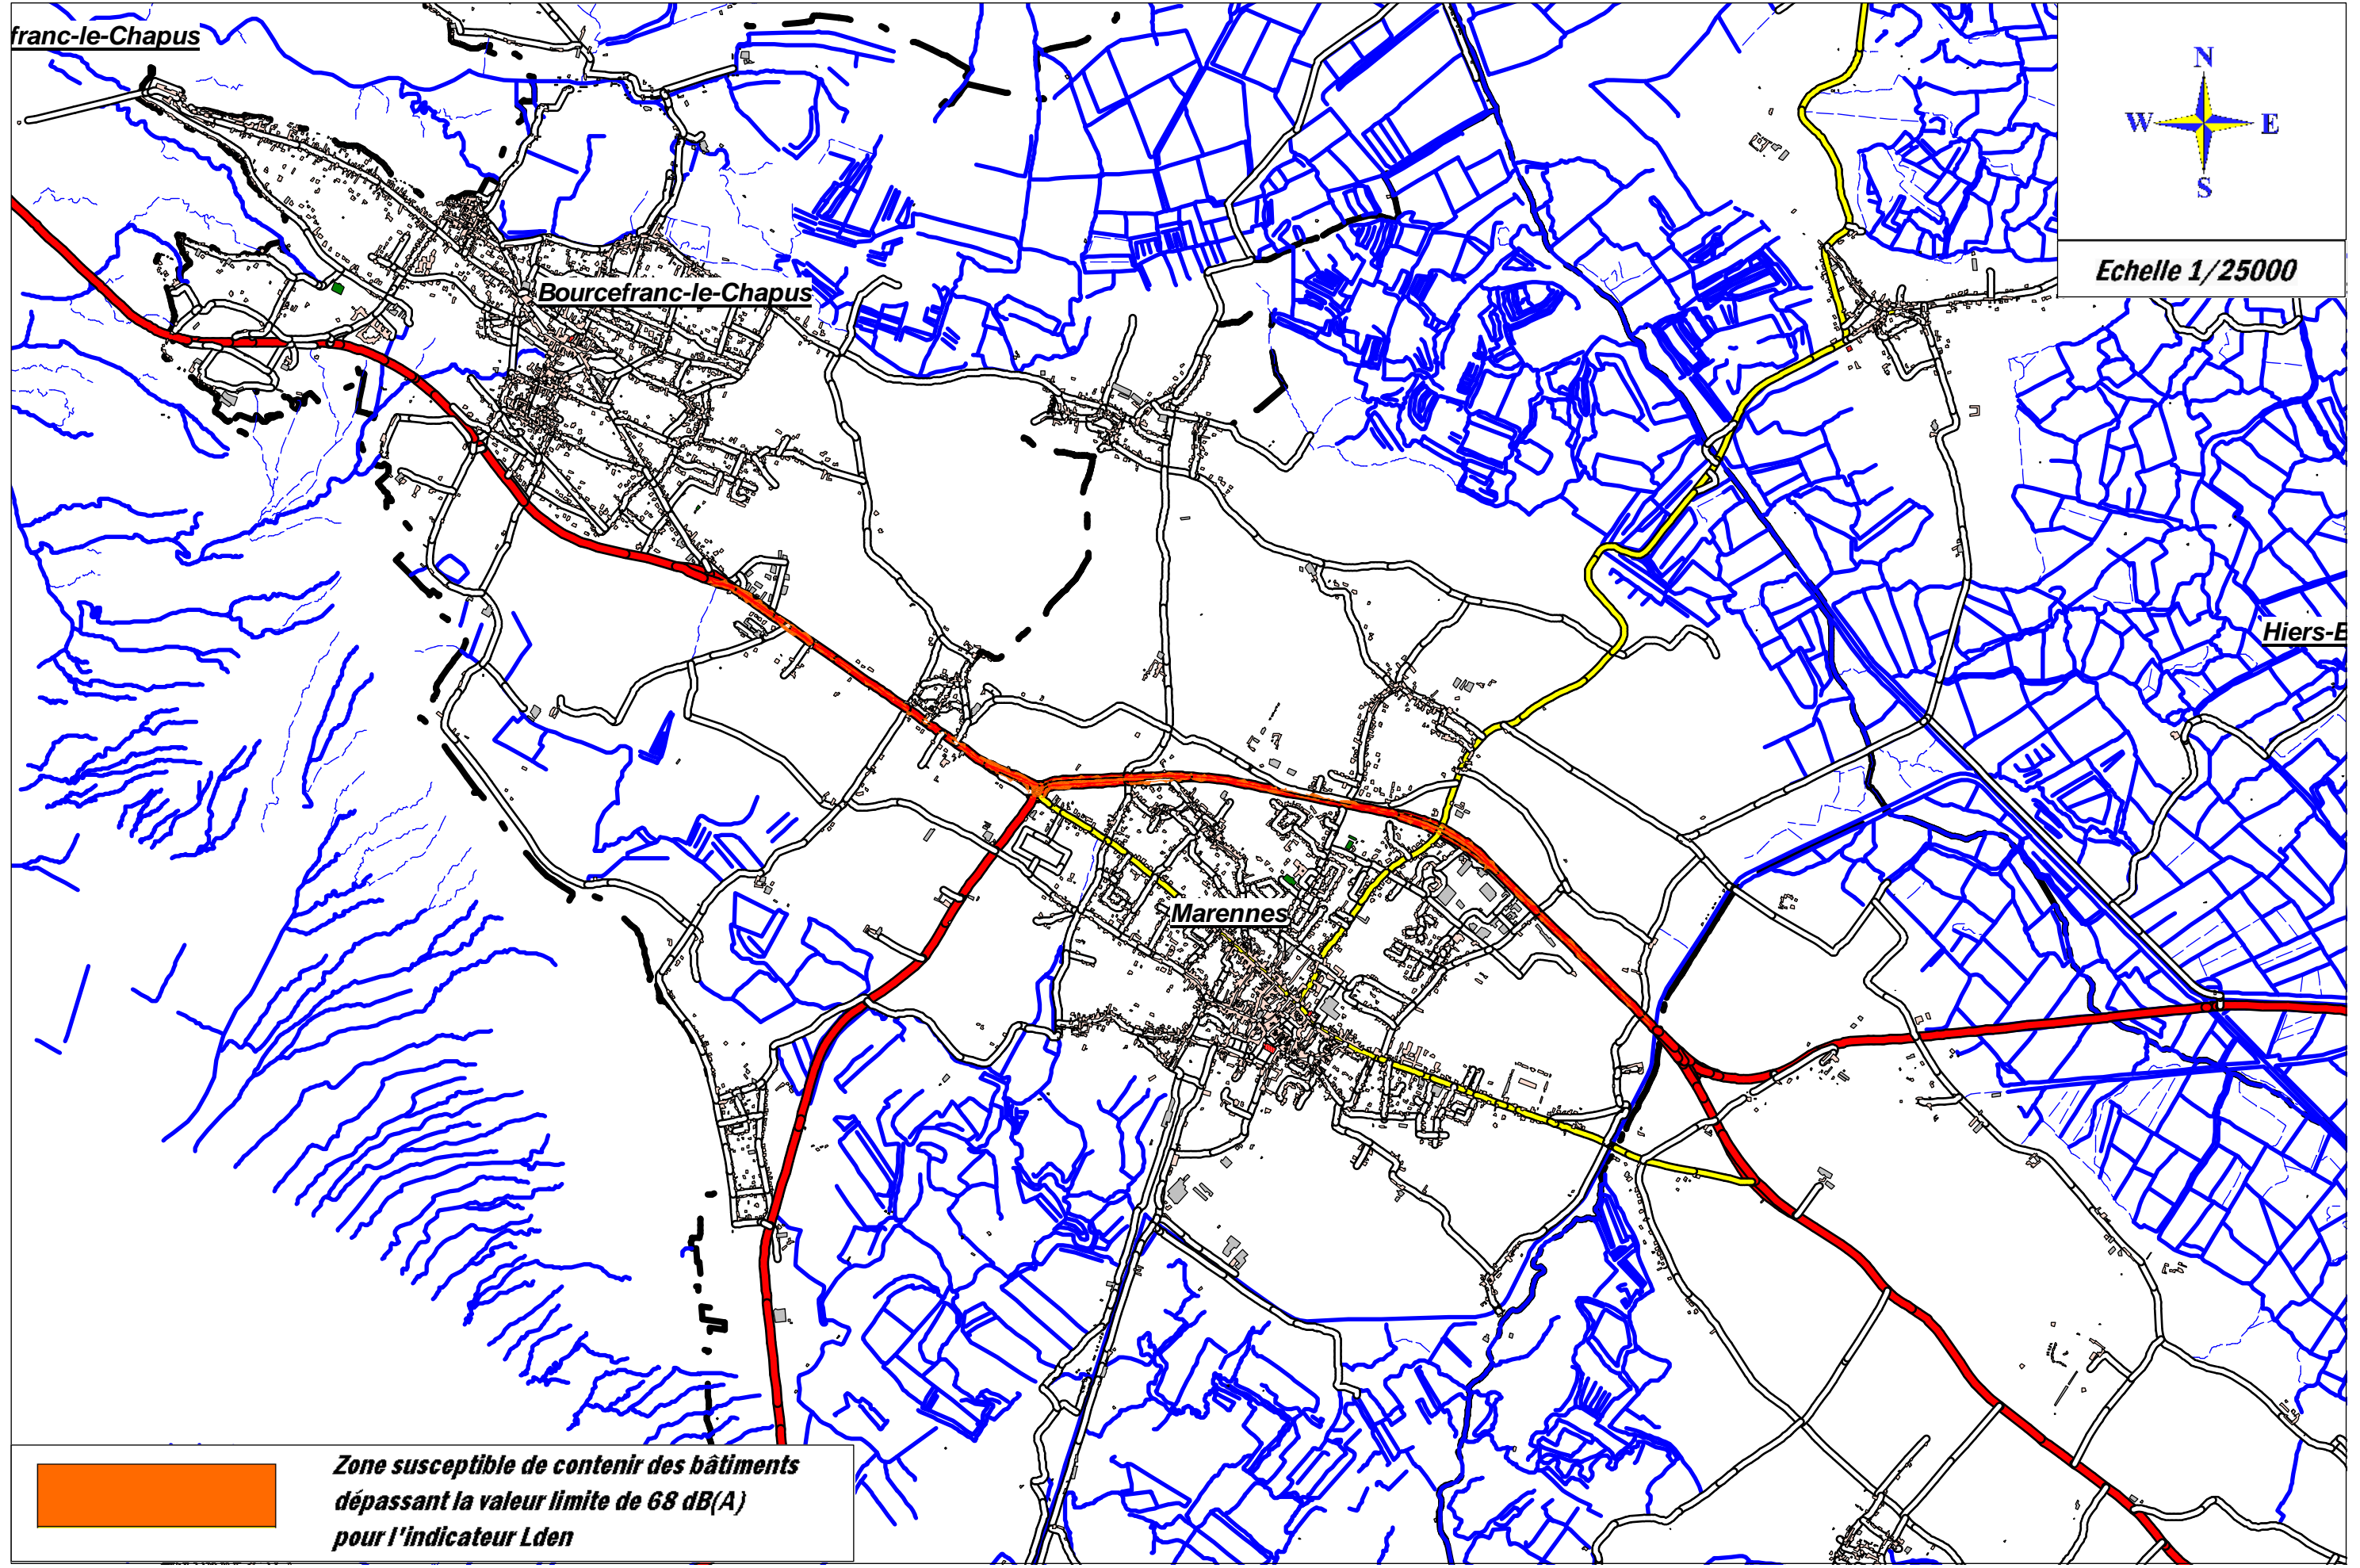 franc-le-Chapus
N
W E
S
Echelle 1/25000
Bourcefranc-le-Chapus
Hiers-B
Marennes
Zone susceptible de contenir des bâtiments
dépassant la valeur limite de 68 dB(A)
pour l'indicateur Lden